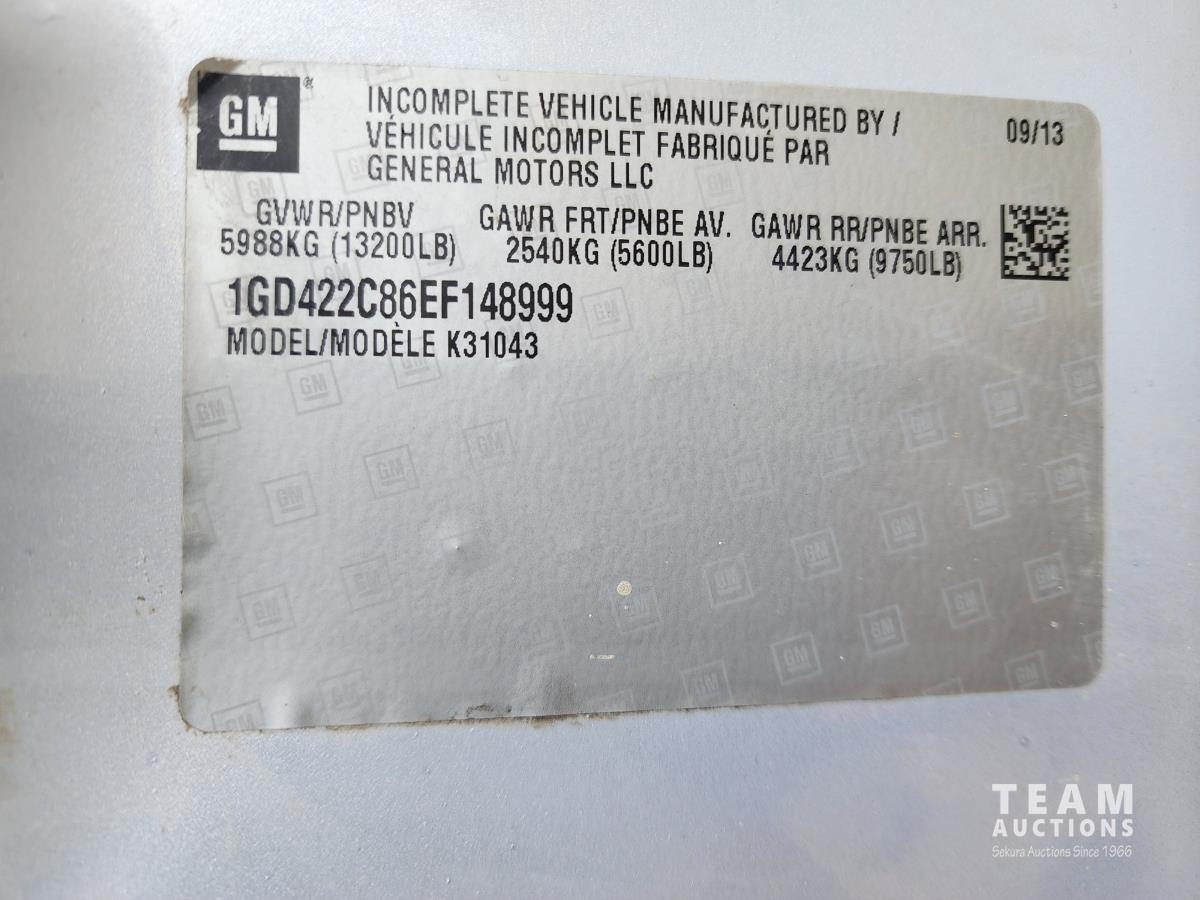 GM®
INCOMPLETE VEHICLE MANUFACTURED BY /
VÉHICULE INCOMPLET FABRIQUÉ PAR
GENERAL MOTORS LLC
09/13
GVWR/PNBV GAWR FRT/PNBE AV. GAWR RR/PNBE ARR.
5988KG (13200LB) 2540KG (5600LB) 4423KG (9750LB)
1GD422C86EF148999
MODEL/MODÈLE K31043
TEAM
AUCTIONS
Sekura Auctions Since 1966